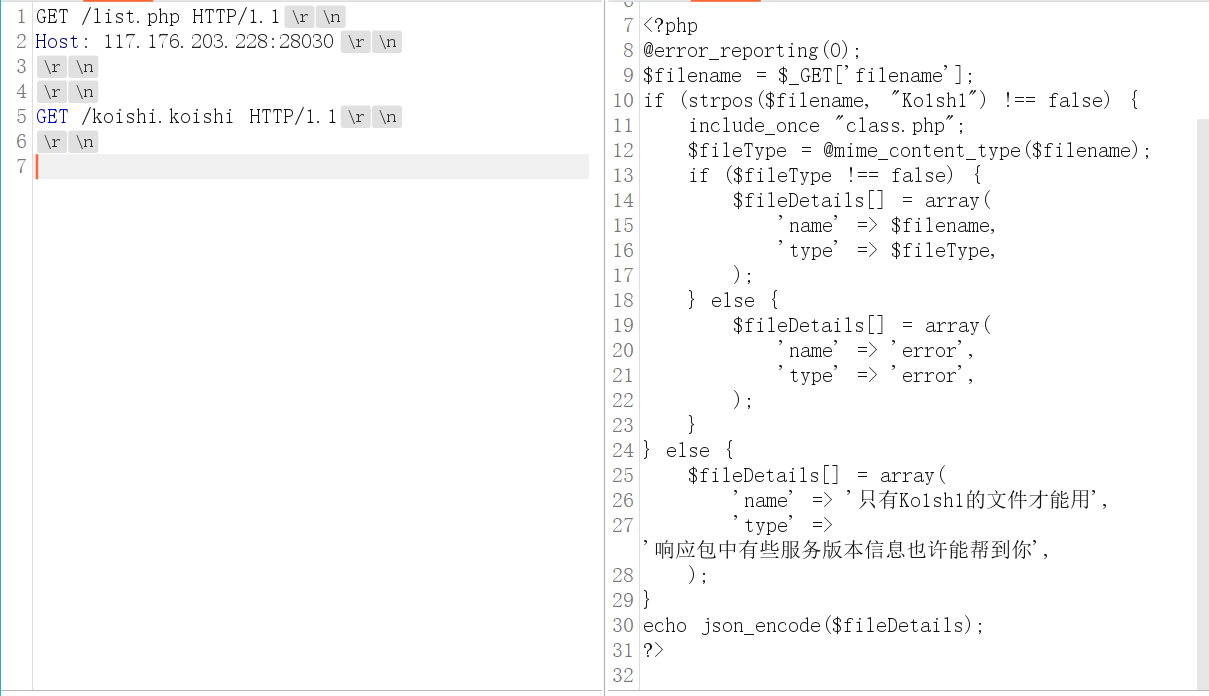 1 GET /list.php HTTP/1.1 \r \n
2 Host: 117.176.203.228:28030 \r \n
3 \r \n
4 \r \n
5 GET /koishi.koishi HTTP/1.1 \r \n
6 \r \n
7
7 <?php
8 @error_reporting(0);
9 $filename = $_GET['filename'];
10 if (strpos($filename, "Ko1sh1") !== false) {
11 include_once "class.php";
12 $fileType = @mime_content_type($filename);
13 if ($fileType !== false) {
14 $fileDetails[] = array(
15 'name' => $filename,
16 'type' => $fileType,
17 );
18 } else {
19 $fileDetails[] = array(
20 'name' => 'error',
21 'type' => 'error',
22 );
23 }
24 } else {
25 $fileDetails[] = array(
26 'name' => '只有Ko1sh1的文件才能用',
27 'type' =>
'响应包中有些服务版本信息也许能帮到你',
28 );
29 }
30 echo json_encode($fileDetails);
31 ?>
32